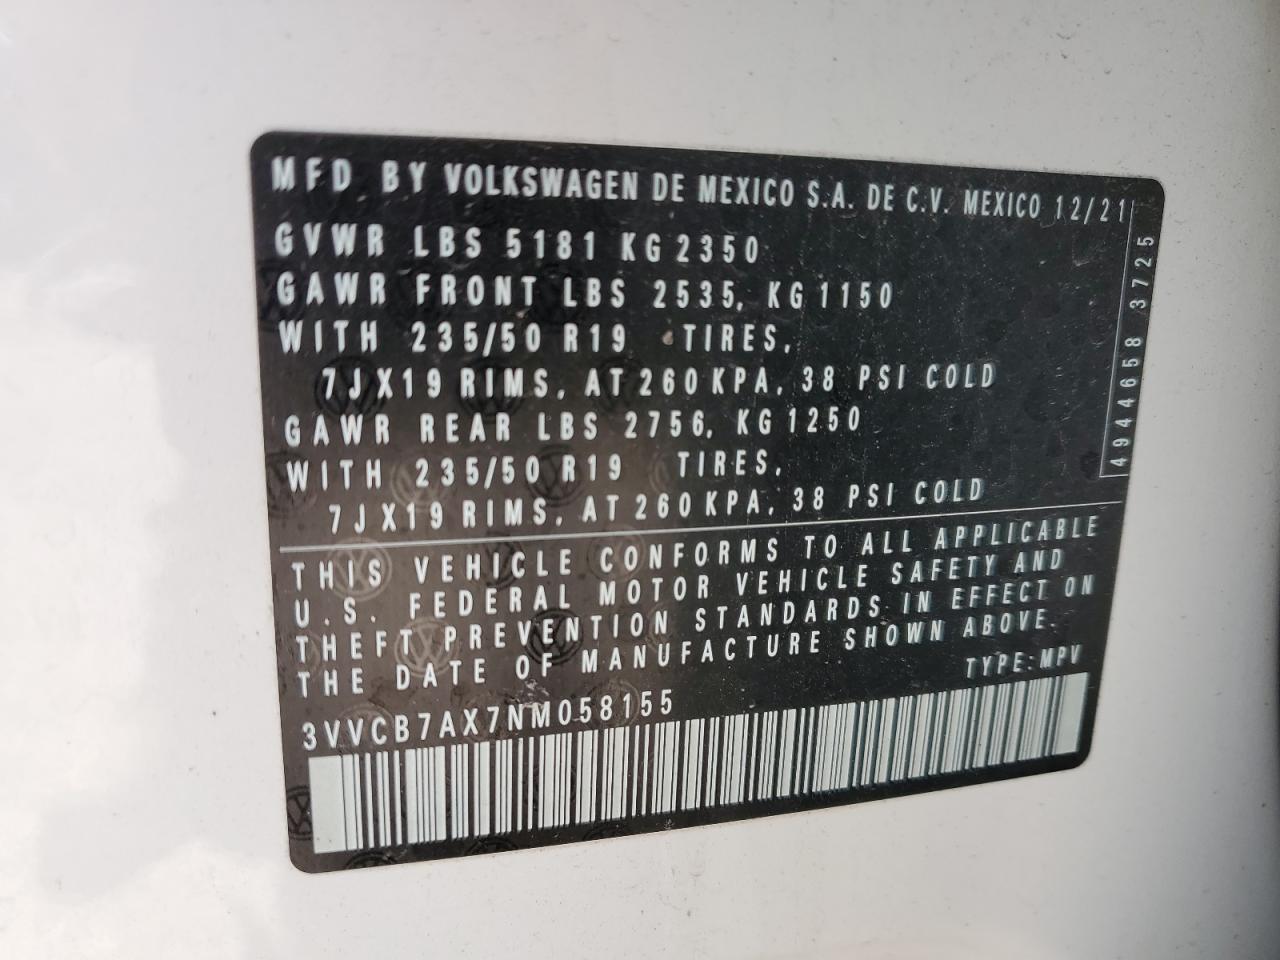 MFD BY VOLKSWAGEN DE MEXICO S.A. DE C.V. MEXICO 12/21
GVWR LBS 5181 KG 2350
GAWR FRONT LBS 2535, KG 1150
WITH 235/50 R19 TIRES,
7JX19 RIMS, AT 260 KPA, 38 PSI COLD
GAWR REAR LBS 2756, KG 1250
WITH 235/50 R19 TIRES,
7JX19 RIMS, AT 260 KPA, 38 PSI COLD
4944658 3725
THIS VEHICLE CONFORMS TO ALL APPLICABLE
U.S. FEDERAL MOTOR VEHICLE SAFETY AND
THEFT PREVENTION STANDARDS IN EFFECT ON
THE DATE OF MANUFACTURE SHOWN ABOVE.
TYPE: MPV
3VVCB7AX7NM058155